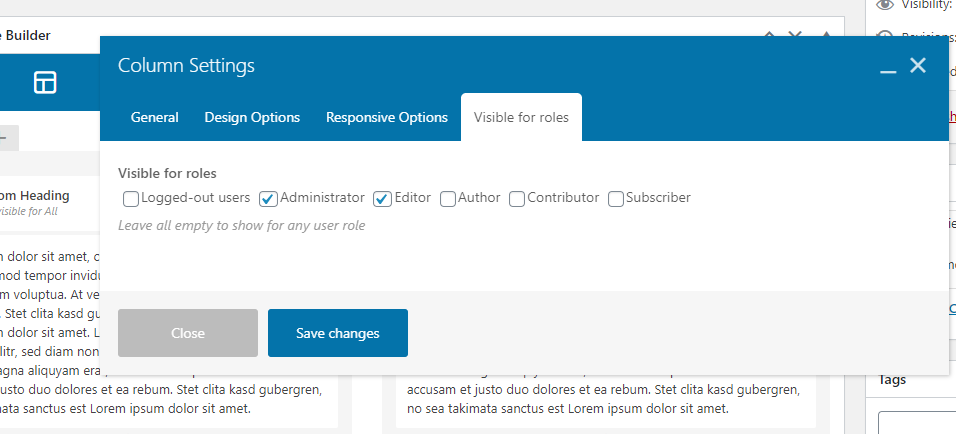 Visibility:
e Builder
Revisions:
Column Settings
General Design Options Responsive Options Visible for roles
Visible for roles
om Heading
isible for All
Logged-out users Administrator Editor Author Contributor Subscriber
Leave all empty to show for any user role
n dolor sit amet, c
mod tempor invidu
m voluptua. At ve
. Stet clita kasd gu
m dolor sit amet. L
litr, sed diam non
agna aliquyam era
Close Save changes
justo duo dolores et ea rebum. Stet clita kasd gubergren,
mata sanctus est Lorem ipsum dolor sit amet.
accusam et justo duo dolores et ea rebum. Stet clita kasd
no sea takimata sanctus est Lorem ipsum dolor sit amet.
Tags